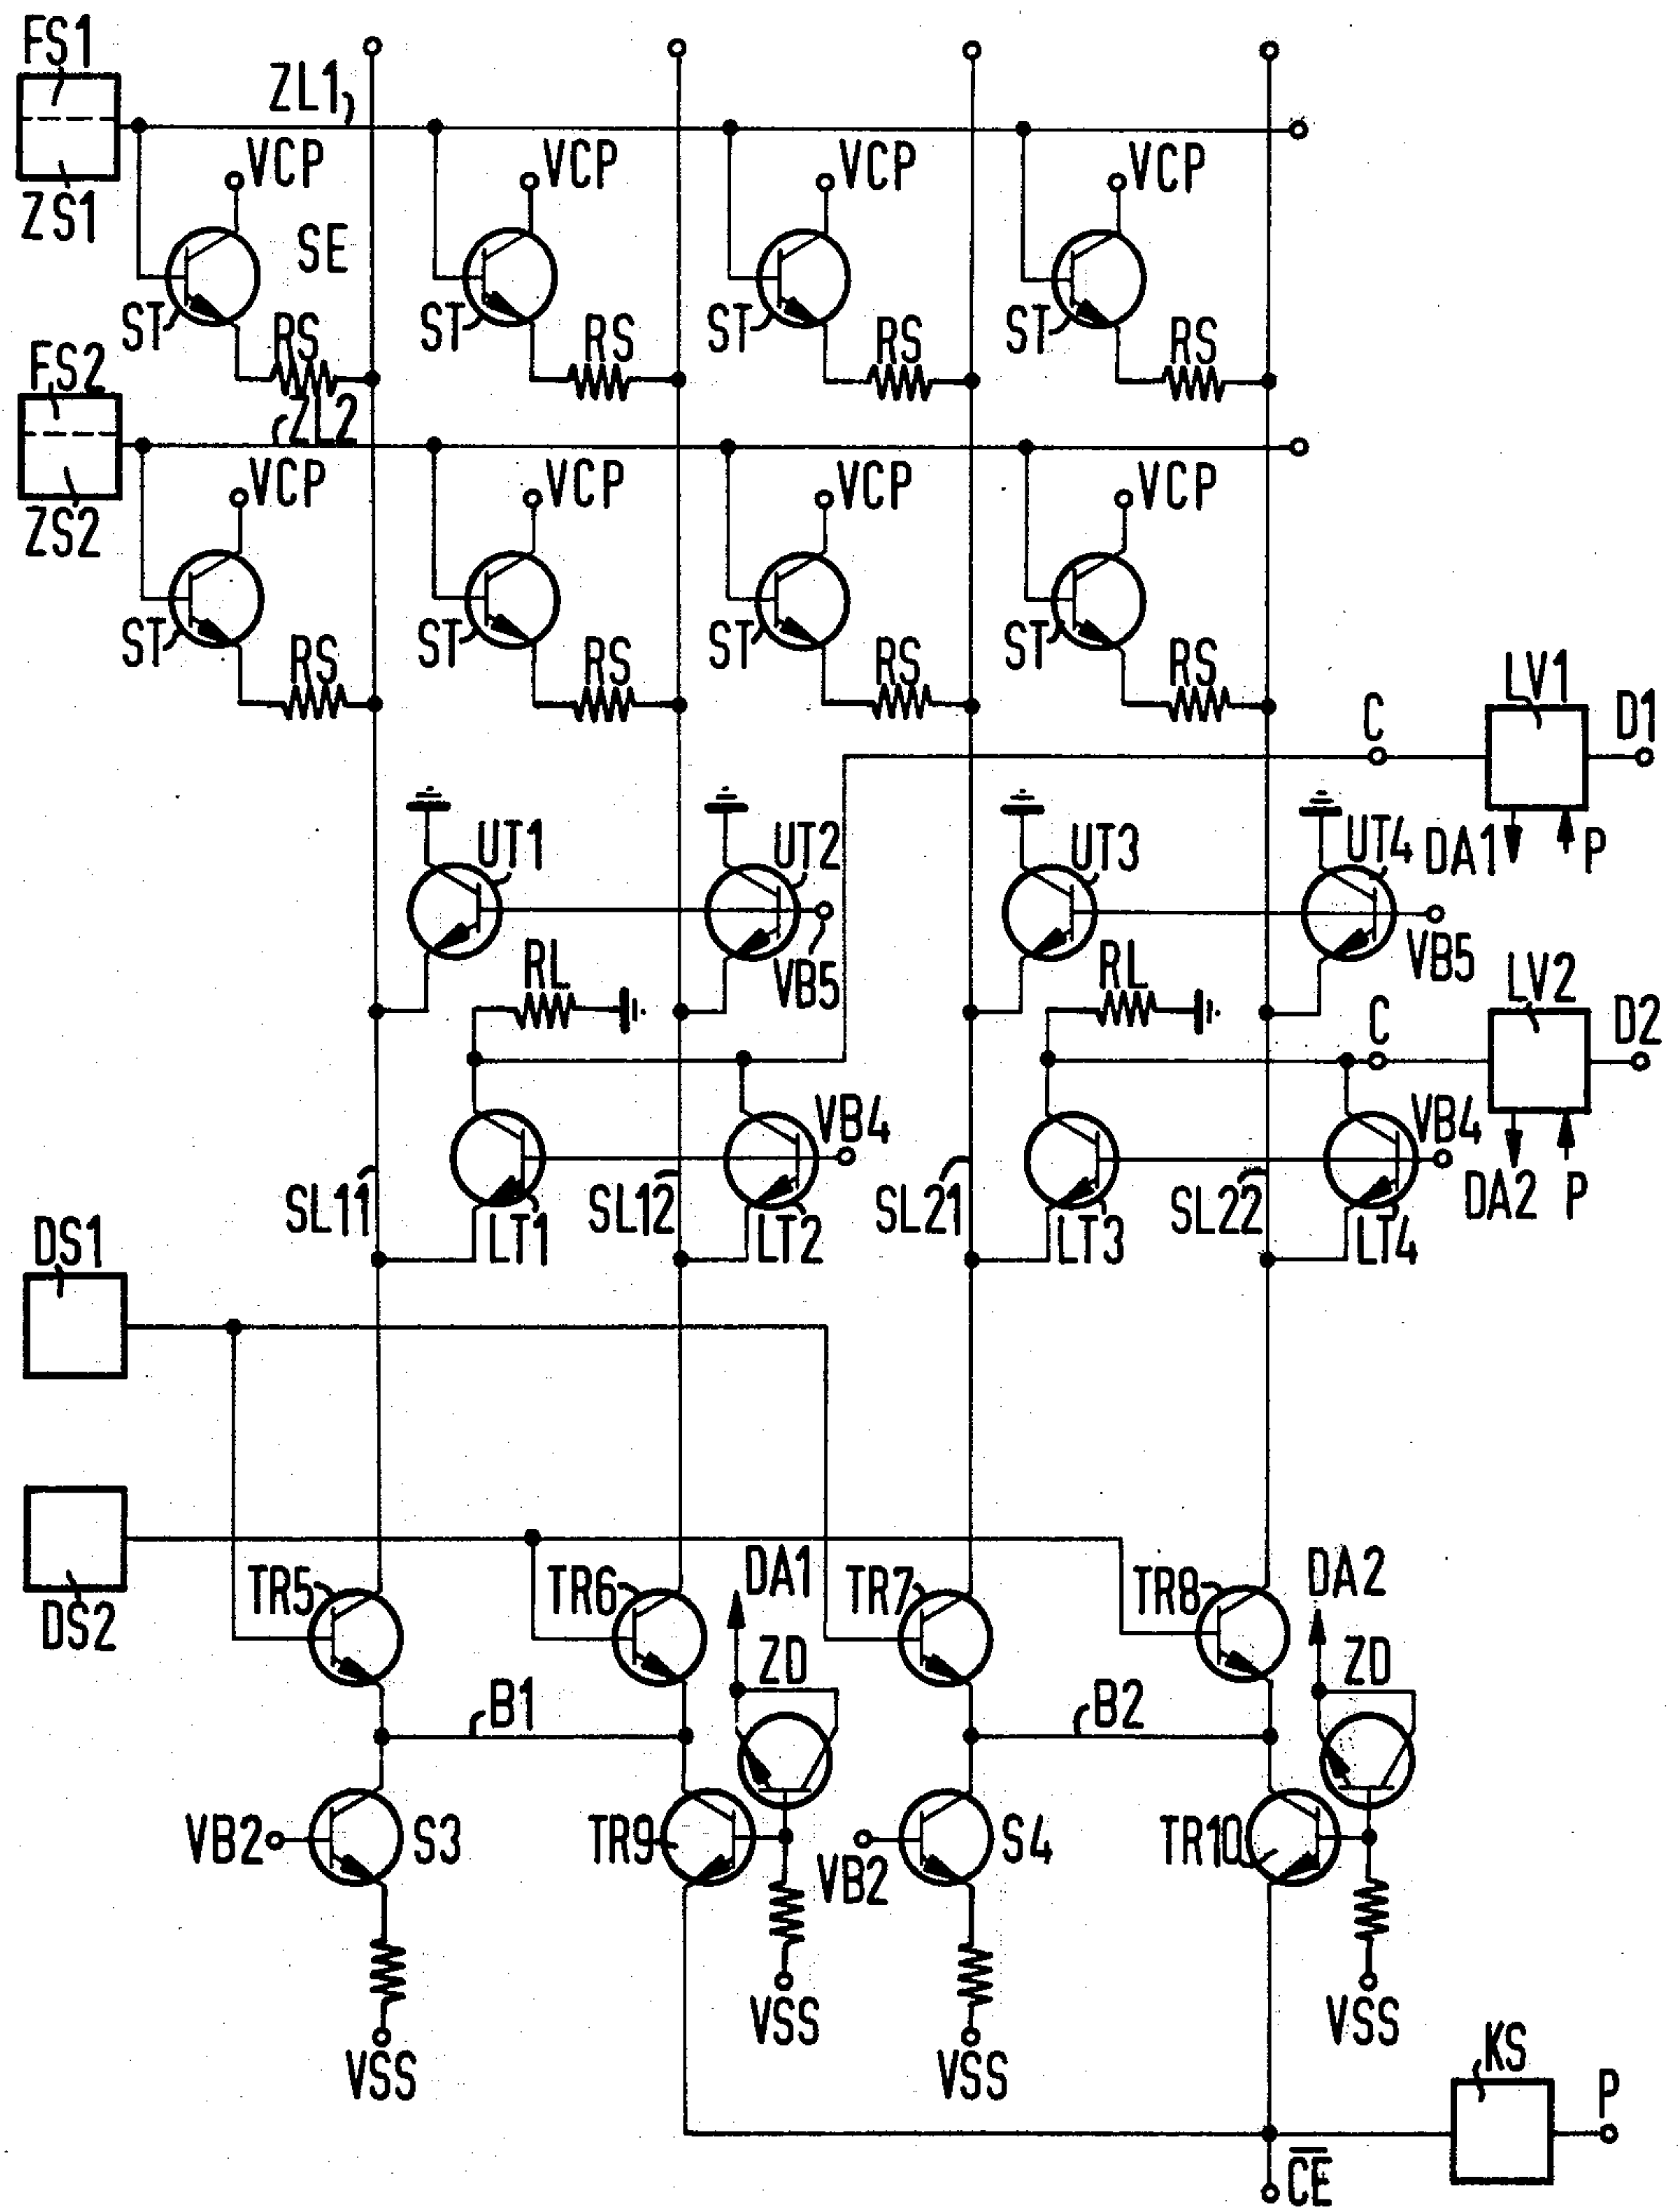 FS1
ZL1
VCP VCP VCP VCP
ZS1
SE
ST ST ST ST
RS RS RS RS
FS2
ZL2
VCP VCP VCP VCP
ZS2
ST ST ST ST
RS RS RS RS
LV1
C
D1
UT1 UT2 UT3 UT4
DA1 P
RL
VB5
RL
VB5
LV2
C
D2
VB4
VB4
SL11 SL12 SL21 SL22
DA2 P
LT1 LT2 LT3 LT4
DS1
DS2
TR5 TR6 DA1 TR7 TR8 DA2
ZD ZD
B1 B2
VB2 S3 TR9 VB2 S4 TR10
VSS VSS
VSS VSS
KS
P
CE